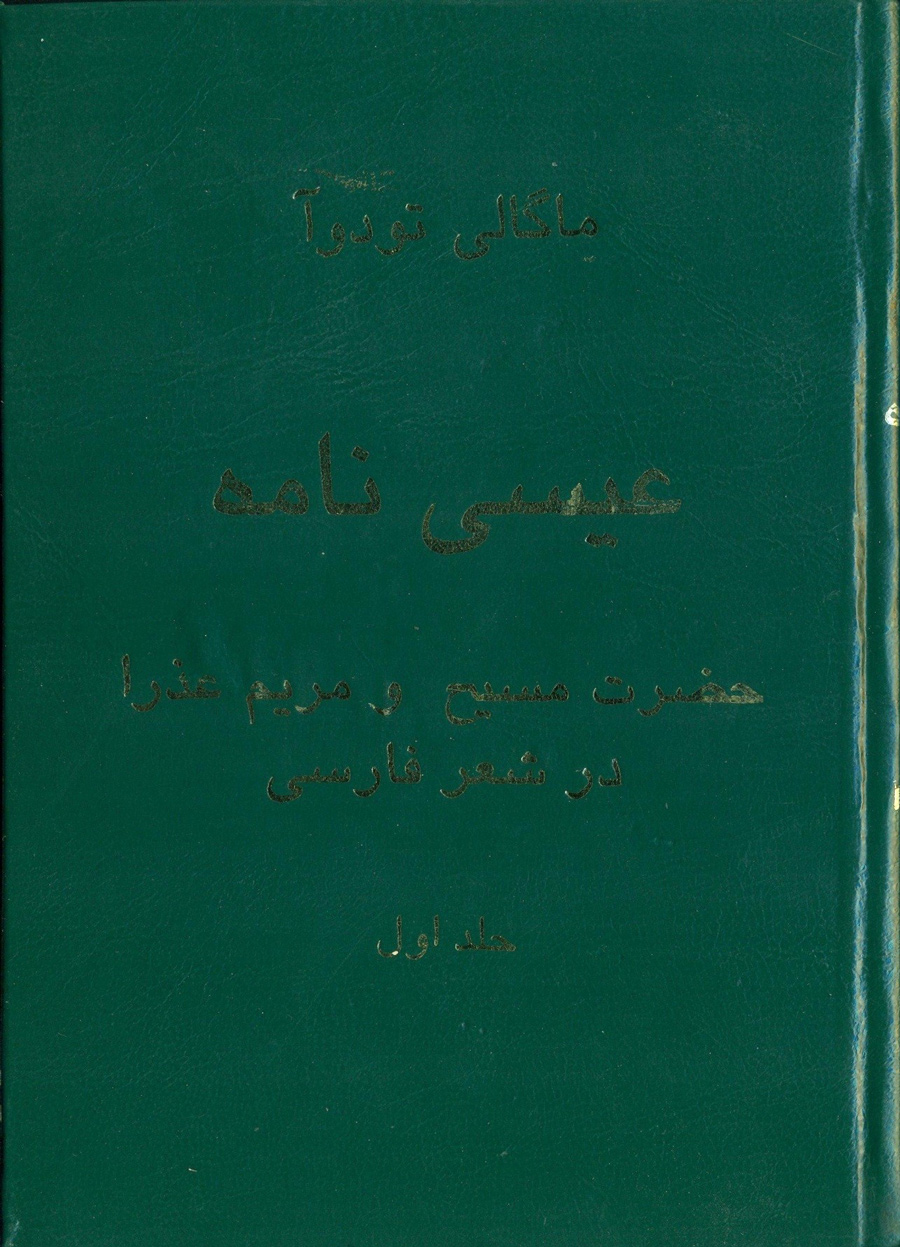 ماگالی تودوآ
عیسی نامه
حضرت مسیح و مریم عذرا
در شعر فارسی
جلد اول